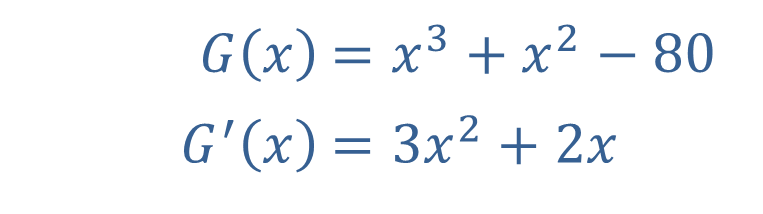 G(x) = x³ + x² − 80
G′(x) = 3x² + 2x